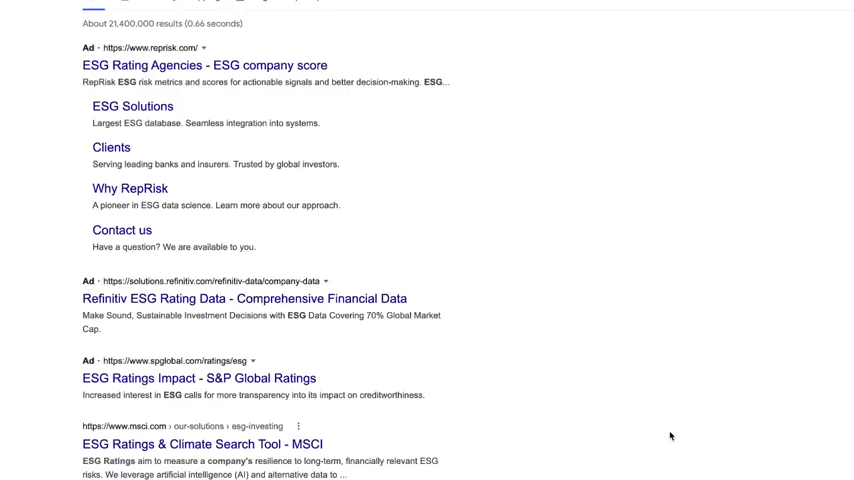 About 21,400,000 results (0.66 seconds)
Ad · https://www.reprisk.com/
ESG Rating Agencies - ESG company score
RepRisk ESG risk metrics and scores for actionable signals and better decision-making. ESG...
ESG Solutions
Largest ESG database. Seamless integration into systems.
Clients
Serving leading banks and insurers. Trusted by global investors.
Why RepRisk
A pioneer in ESG data science. Learn more about our approach.
Contact us
Have a question? We are available to you.
Ad · https://solutions.refinitiv.com/refinitiv-data/company-data
Refinitiv ESG Rating Data - Comprehensive Financial Data
Make Sound, Sustainable Investment Decisions with ESG Data Covering 70% Global Market
Cap.
Ad · https://www.spglobal.com/ratings/esg
ESG Ratings Impact - S&P Global Ratings
Increased interest in ESG calls for more transparency into its impact on creditworthiness.
https://www.msci.com › our-solutions › esg-investing
ESG Ratings & Climate Search Tool - MSCI
ESG Ratings aim to measure a company's resilience to long-term, financially relevant ESG
risks. We leverage artificial intelligence (AI) and alternative data to ...